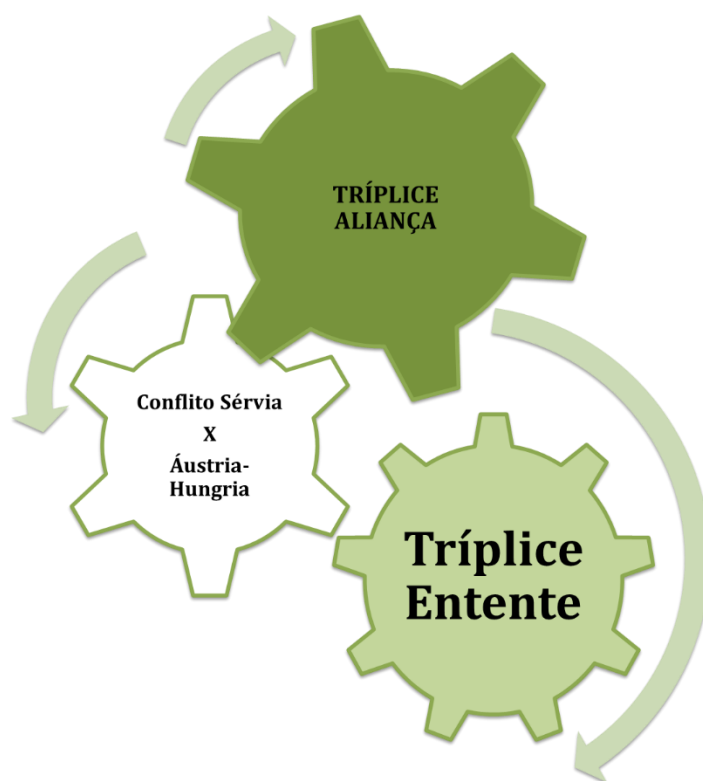 TRÍPLICE
ALIANÇA
Conflito Sérvia
X
Áustria-
Hungria
Tríplice
Entente